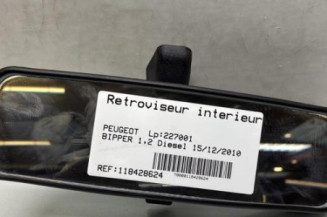 Retroviseur interieur
PEUGEOT Lp:227001
BIPPER 1.2 Diesel 15/12/2010
REF:118428624